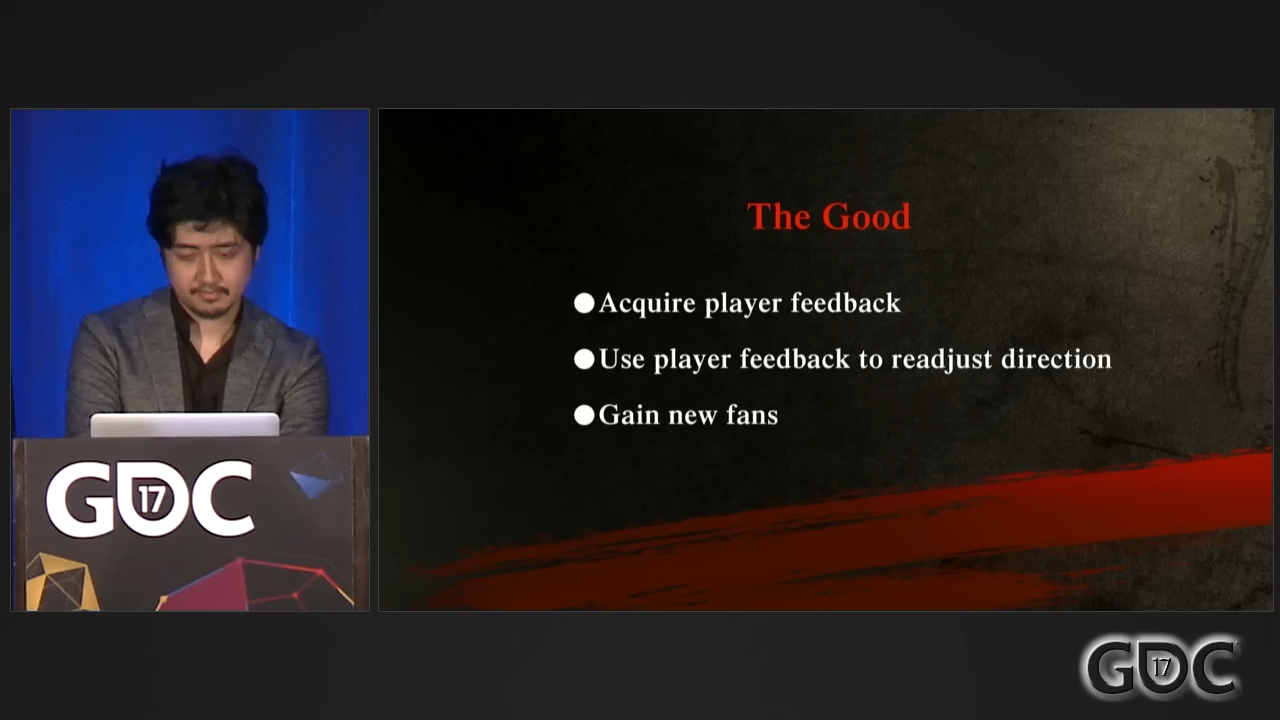 The Good
●Acquire player feedback
●Use player feedback to readjust direction
●Gain new fans
GDC
17
GDC
17